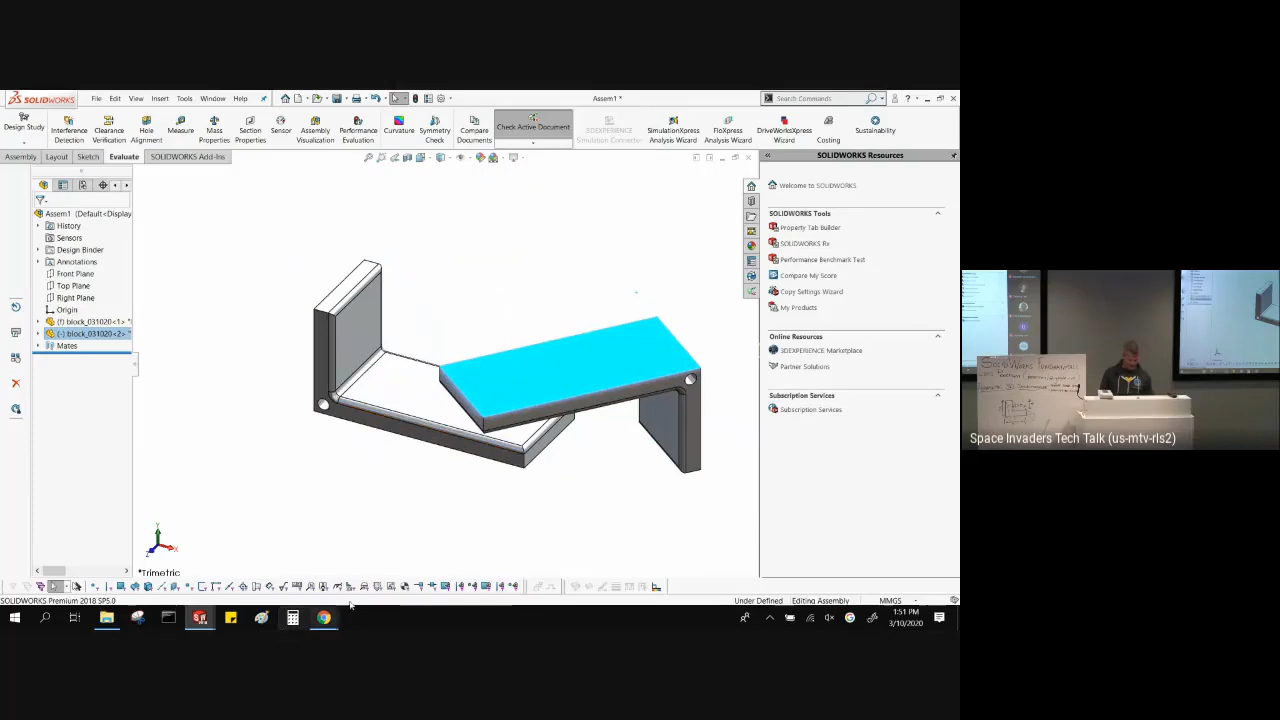 SOLIDWORKS
File Edit View Insert Tools Window Help
Assem1 *
Search Commands
Design Study
Interference Detection
Clearance Verification
Hole Alignment
Measure
Mass Properties
Section Properties
Sensor
Assembly Visualization
Performance Evaluation
Curvature
Symmetry Check
Compare Documents
Check Active Document
3DEXPERIENCE Simulation Connector
SimulationXpress Analysis Wizard
FloXpress Analysis Wizard
DriveWorksXpress Wizard
Costing
Sustainability
Assembly Layout Sketch Evaluate SOLIDWORKS Add-Ins
SOLIDWORKS Resources
Assem1 (Default<Display
History
Sensors
Design Binder
Annotations
Front Plane
Top Plane
Right Plane
Origin
(f) block_031020<1>
(-) block_031020<2>
Mates
Y
X
Z
*Trimetric
Welcome to SOLIDWORKS
SOLIDWORKS Tools
Property Tab Builder
SOLIDWORKS Rx
Performance Benchmark Test
Compare My Score
Copy Settings Wizard
My Products
Online Resources
3DEXPERIENCE Marketplace
Partner Solutions
Subscription Services
Subscription Services
SOLIDWORKS Premium 2018 SP5.0
Under Defined Editing Assembly MMGS
1:51 PM
3/10/2020
SOLIDWORKS FUNDAMENTALS
Space Invaders Tech Talk (us-mtv-rls2)